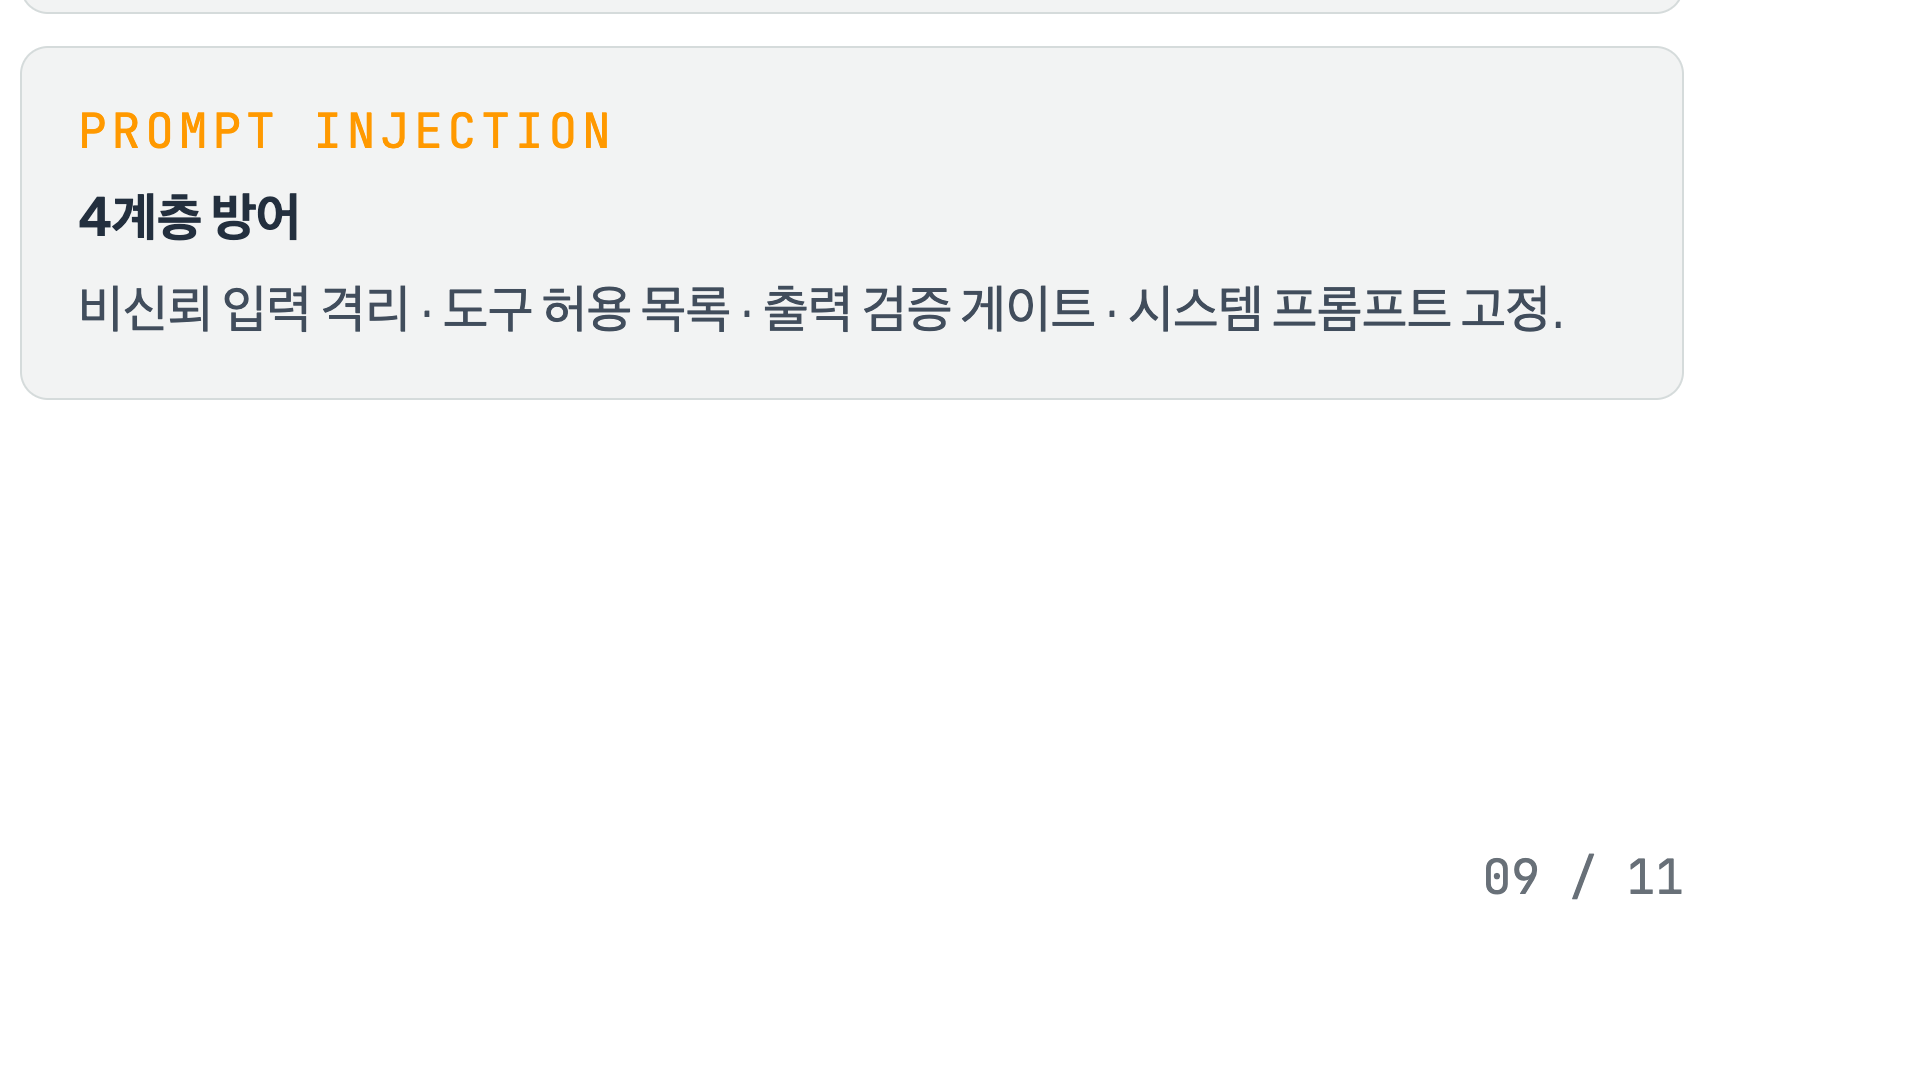 PROMPT INJECTION
4계층 방어
비신뢰 입력 격리 · 도구 허용 목록 · 출력 검증 게이트 · 시스템 프롬프트 고정.
09 / 11